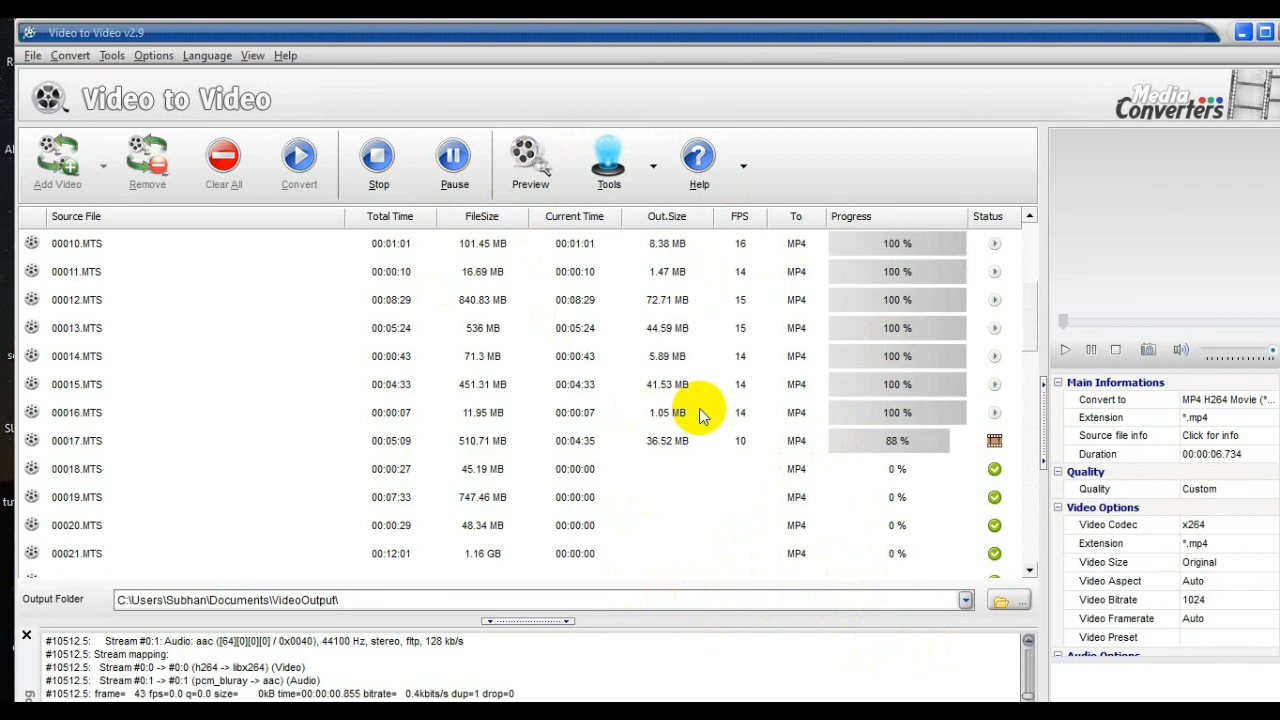 Video to Video v2.9
File Convert Tools Options Language View Help
Video to Video
Media Converters
Add Video Remove Clear All Convert Stop Pause Preview Tools Help
Source File Total Time FileSize Current Time Out.Size FPS To Progress Status
00010.MTS 00:01:01 101.45 MB 00:01:01 8.38 MB 16 MP4 100 %
00011.MTS 00:00:10 16.69 MB 00:00:10 1.47 MB 14 MP4 100 %
00012.MTS 00:08:29 840.83 MB 00:08:29 72.71 MB 15 MP4 100 %
00013.MTS 00:05:24 536 MB 00:05:24 44.59 MB 15 MP4 100 %
00014.MTS 00:00:43 71.3 MB 00:00:43 5.89 MB 14 MP4 100 %
00015.MTS 00:04:33 451.31 MB 00:04:33 41.53 MB 14 MP4 100 %
00016.MTS 00:00:07 11.95 MB 00:00:07 1.05 MB 14 MP4 100 %
00017.MTS 00:05:09 510.71 MB 00:04:35 36.52 MB 10 MP4 88 %
00018.MTS 00:00:27 45.19 MB 00:00:00 MP4 0 %
00019.MTS 00:07:33 747.46 MB 00:00:00 MP4 0 %
00020.MTS 00:00:29 48.34 MB 00:00:00 MP4 0 %
00021.MTS 00:12:01 1.16 GB 00:00:00 MP4 0 %
Main Informations
Convert to MP4 H264 Movie (*...
Extension *.mp4
Source file info Click for info
Duration 00:00:06.734
Quality
Quality Custom
Video Options
Video Codec x264
Extension *.mp4
Video Size Original
Video Aspect Auto
Video Bitrate 1024
Video Framerate Auto
Video Preset
Audio Options
Output Folder C:\Users\Subhan\Documents\VideoOutput\ ...
#10512.5: Stream #0:1: Audio: aac ([64][0][0][0] / 0x0040), 44100 Hz, stereo, fltp, 128 kb/s
#10512.5: Stream mapping:
#10512.5: Stream #0:0 -> #0:0 (h264 -> libx264) (Video)
#10512.5: Stream #0:1 -> #0:1 (pcm_bluray -> aac) (Audio)
#10512.5: frame= 43 fps=0.0 q=0.0 size= 0kB time=00:00:00.855 bitrate= 0.4kbits/s dup=1 drop=0